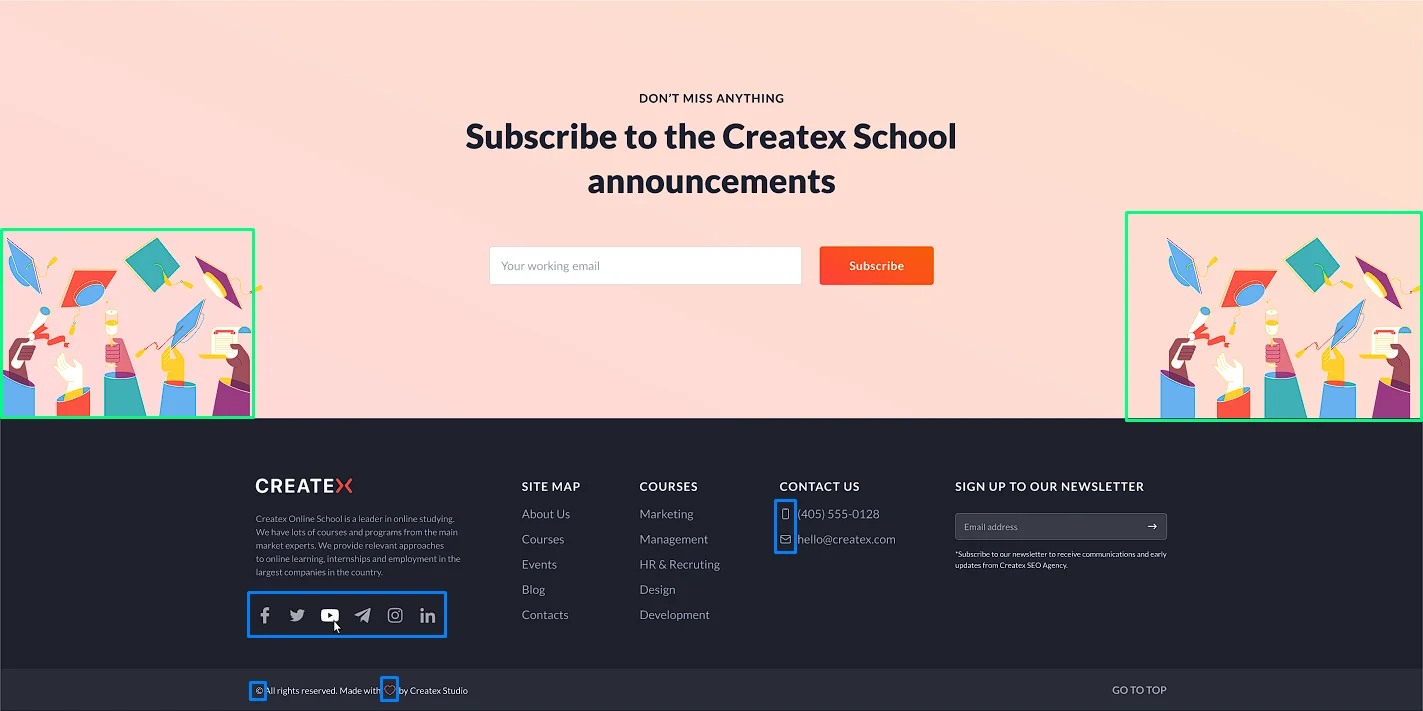 DON'T MISS ANYTHING
Subscribe to the Createx School
announcements
Your working email
Subscribe
CREATEX
Createx Online School is a leader in online studying.
We have lots of courses and programs from the main
market experts. We provide relevant approaches
to online learning, internships and employment in the
largest companies in the country.
SITE MAP
About Us
Courses
Events
Blog
Contacts
COURSES
Marketing
Management
HR & Recruting
Design
Development
CONTACT US
(405) 555-0128
hello@createx.com
SIGN UP TO OUR NEWSLETTER
Email address
*Subscribe to our newsletter to receive communications and early
updates from Createx SEO Agency.
© All rights reserved. Made with ♡ by Createx Studio
GO TO TOP